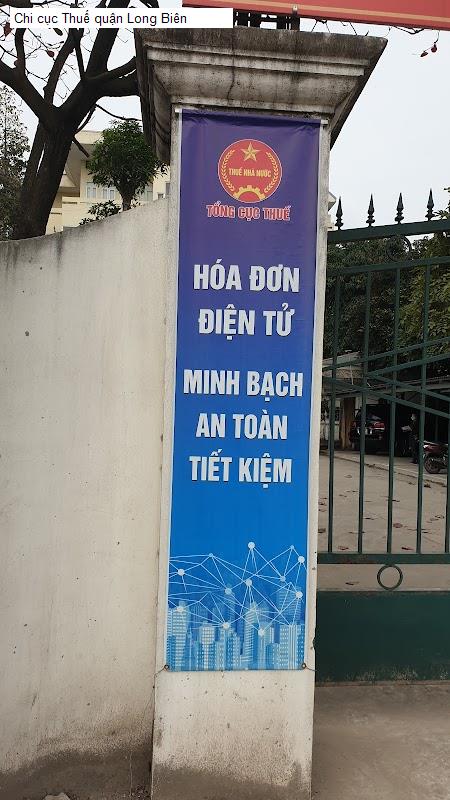 Chi cục Thuế quận Long Biên
THUẾ NHÀ NƯỚC
TỔNG CỤC THUẾ
HÓA ĐƠN
ĐIỆN TỬ
MINH BẠCH
AN TOÀN
TIẾT KIỆM